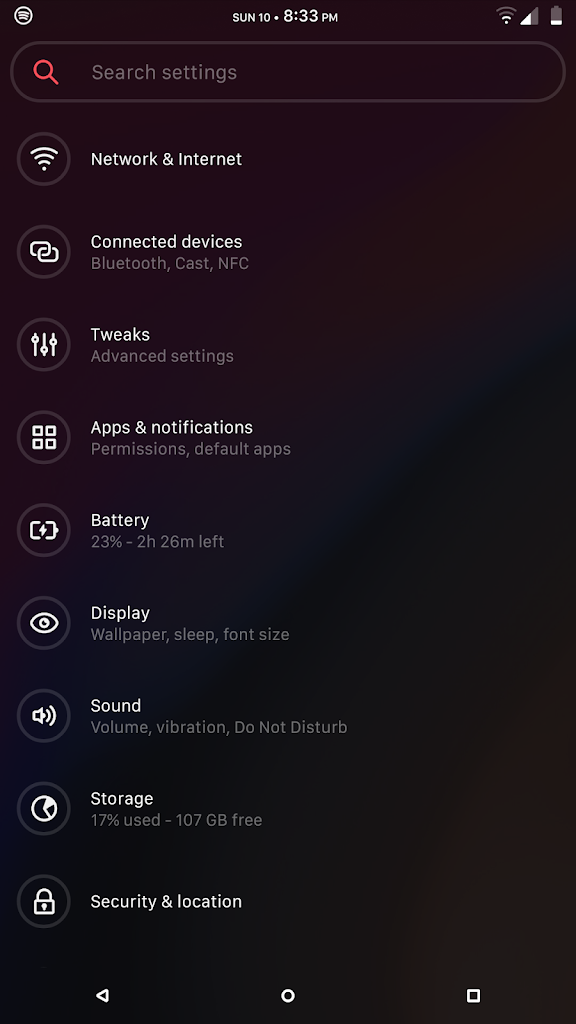 SUN 10 • 8:33 PM
Search settings
Network & Internet
Connected devices
Bluetooth, Cast, NFC
Tweaks
Advanced settings
Apps & notifications
Permissions, default apps
Battery
23% - 2h 26m left
Display
Wallpaper, sleep, font size
Sound
Volume, vibration, Do Not Disturb
Storage
17% used - 107 GB free
Security & location